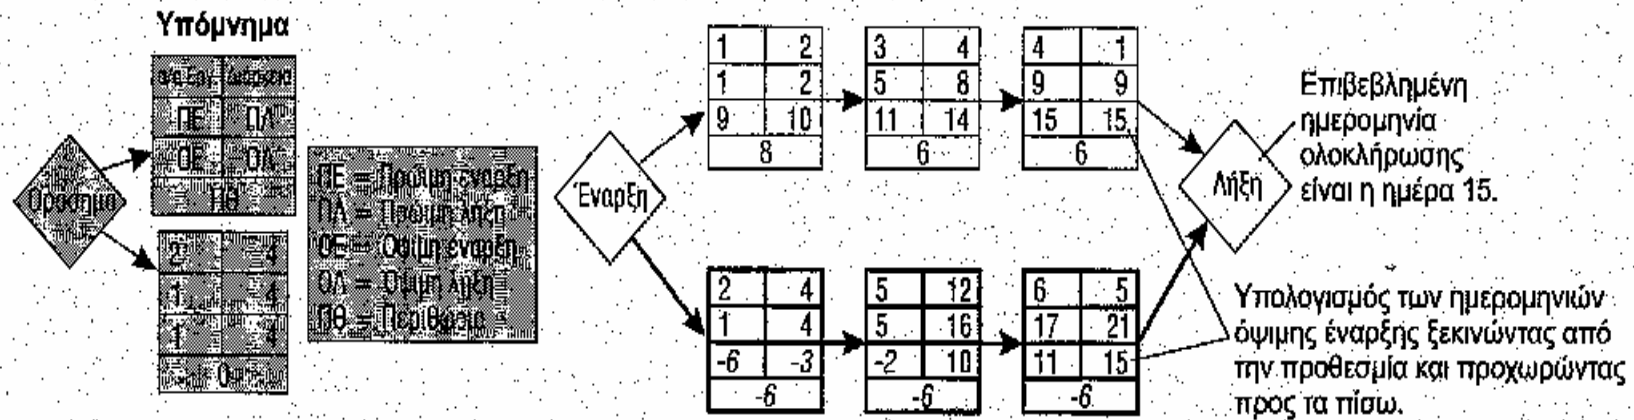 Υπόμνημα
α/α Εργ. Διάρκεια
ΠΕ ΠΛ
ΟΕ ΟΛ
Πθ
Ορόσημο
2 4
1 4
1 4
0
ΠΕ = Πρώιμη έναρξη
ΠΛ = Πρώιμη λήξη
ΟΕ = Όψιμη έναρξη
ΟΛ = Όψιμη λήξη
Πθ = Περιθώριο
Έναρξη
1 2
1 2
9 10
8
3 4
5 8
11 14
6
4 1
9 9
15 15
6
2 4
1 4
-6 -3
-6
5 12
5 16
-2 10
-6
6 5
17 21
11 15
-6
Λήξη
Επιβεβλημένη
ημερομηνία
ολοκλήρωσης
είναι η ημέρα 15.
Υπολογισμός των ημερομηνιών
όψιμης έναρξης ξεκινώντας από
την προθεσμία και προχωρώντας
προς τα πίσω.